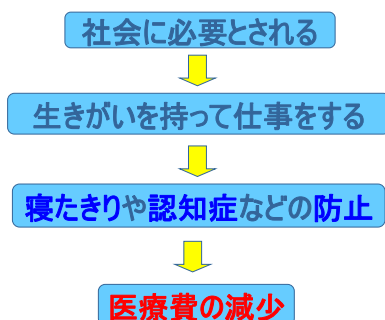 社会に必要とされる
生きがいを持って仕事をする
寝たきりや認知症などの防止
医療費の減少